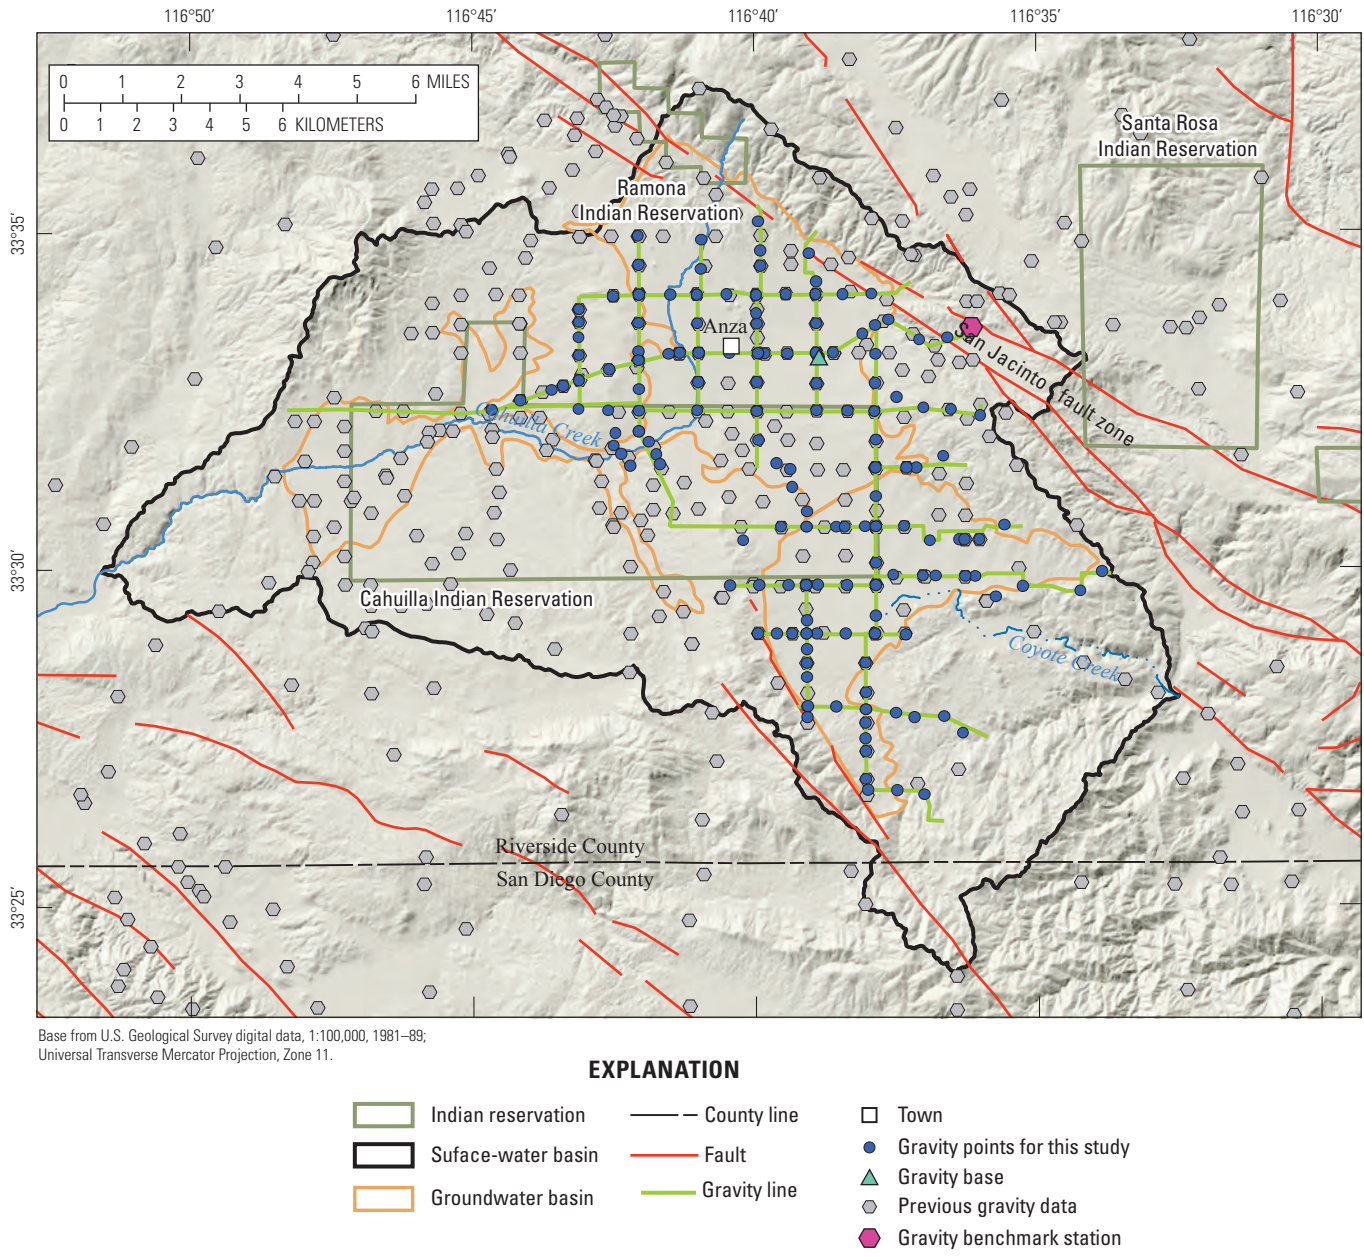 116°50'
116°45'
116°40'
116°35'
116°30'
0 1 2 3 4 5 6 MILES
0 1 2 3 4 5 6 KILOMETERS
Santa Rosa
Indian Reservation
Ramona
Indian Reservation
33°35'
Anza
San Jacinto fault zone
Cahuilla Creek
33°30'
Cahuilla Indian Reservation
Coyote Creek
Riverside County
San Diego County
33°25'
Base from U.S. Geological Survey digital data, 1:100,000, 1981–89;
Universal Transverse Mercator Projection, Zone 11.
EXPLANATION
Indian reservation
Suface-water basin
Groundwater basin
County line
Fault
Gravity line
Town
Gravity points for this study
Gravity base
Previous gravity data
Gravity benchmark station